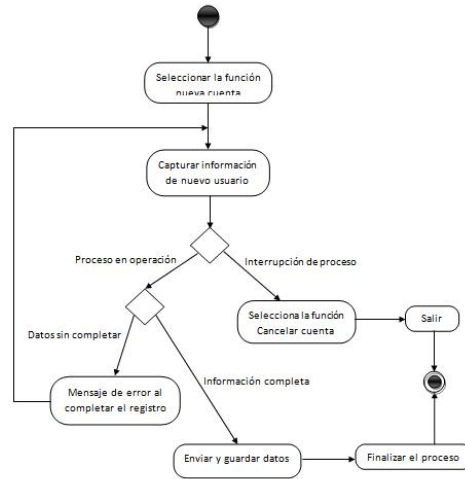 Seleccionar la función
nueva cuenta
Capturar información
de nuevo usuario
Proceso en operación
Interrupción de proceso
Selecciona la función
Cancelar cuenta
Salir
Datos sin completar
Mensaje de error al
completar el registro
Información completa
Enviar y guardar datos
Finalizar el proceso